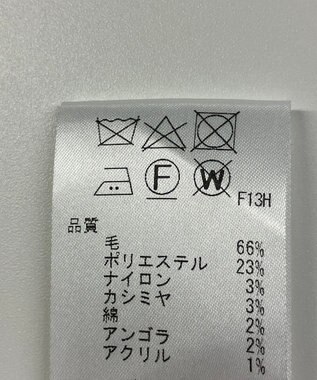 F W F13H
品質
毛 66%
ポリエステル 23%
ナイロン 3%
カシミヤ 3%
綿 2%
アンゴラ 2%
アクリル 1%